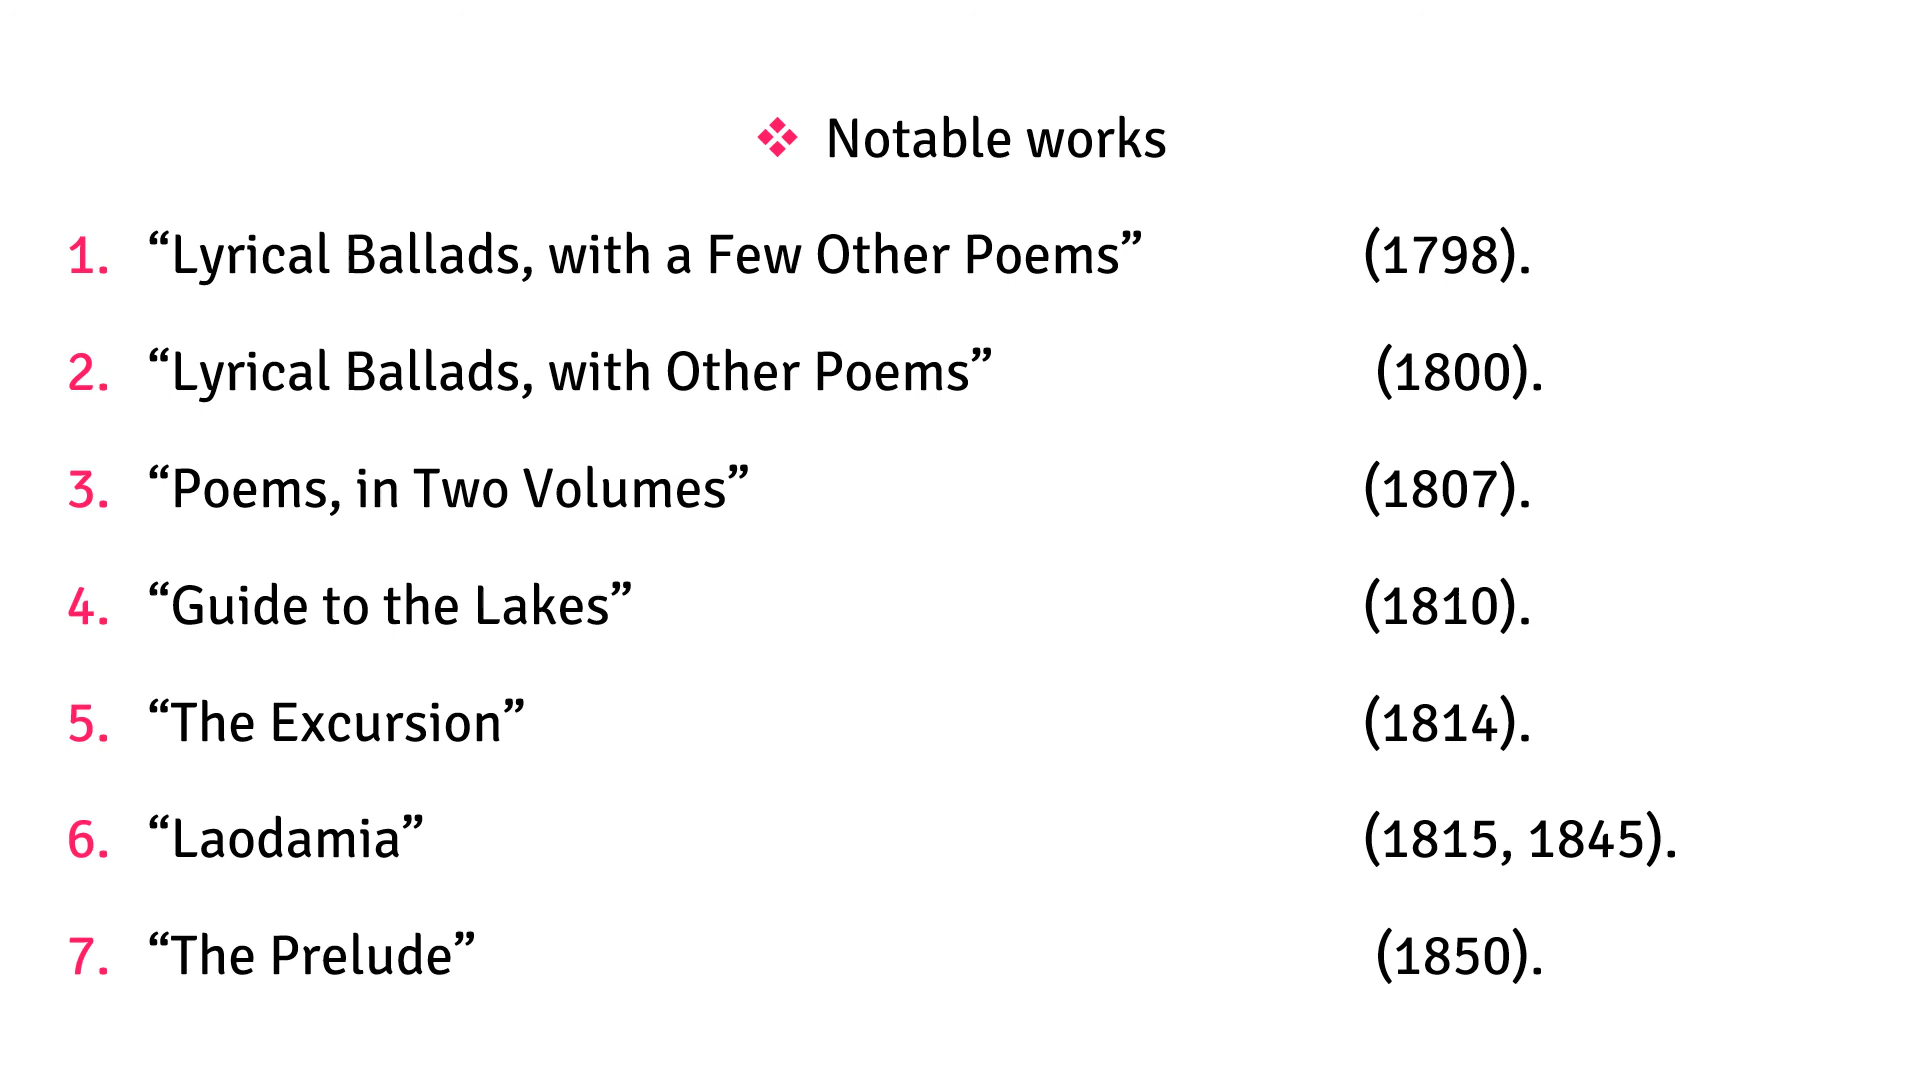 ❖ Notable works
1. “Lyrical Ballads, with a Few Other Poems” (1798).
2. “Lyrical Ballads, with Other Poems” (1800).
3. “Poems, in Two Volumes” (1807).
4. “Guide to the Lakes” (1810).
5. “The Excursion” (1814).
6. “Laodamia” (1815, 1845).
7. “The Prelude” (1850).